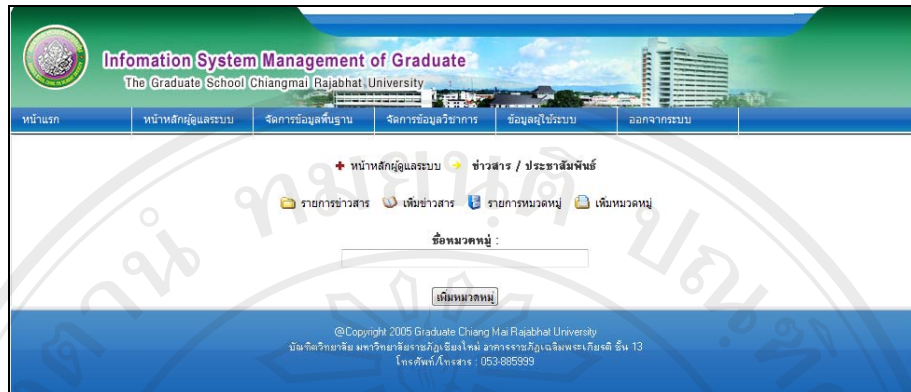 Infomation System Management of Graduate
The Graduate School Chiangmai Rajabhat University
หน้าแรก หน้าหลักผู้ดูแลระบบ จัดการข้อมูลพื้นฐาน จัดการข้อมูลวิชาการ ข้อมูลผู้ใช้ระบบ ออกจากระบบ
หน้าหลักผู้ดูแลระบบ ข่าวสาร / ประชาสัมพันธ์
รายการข่าวสาร เพิ่มข่าวสาร รายการหมวดหมู่ เพิ่มหมวดหมู่
ชื่อหมวดหมู่ :
เพิ่มหมวดหมู่
@Copyright 2005 Graduate Chiang Mai Rajabhat University
บัณฑิตวิทยาลัย มหาวิทยาลัยราชภัฏเชียงใหม่ อาคารราชภัฏเฉลิมพระเกียรติ ชั้น 13
โทรศัพท์/โทรสาร : 053-885999